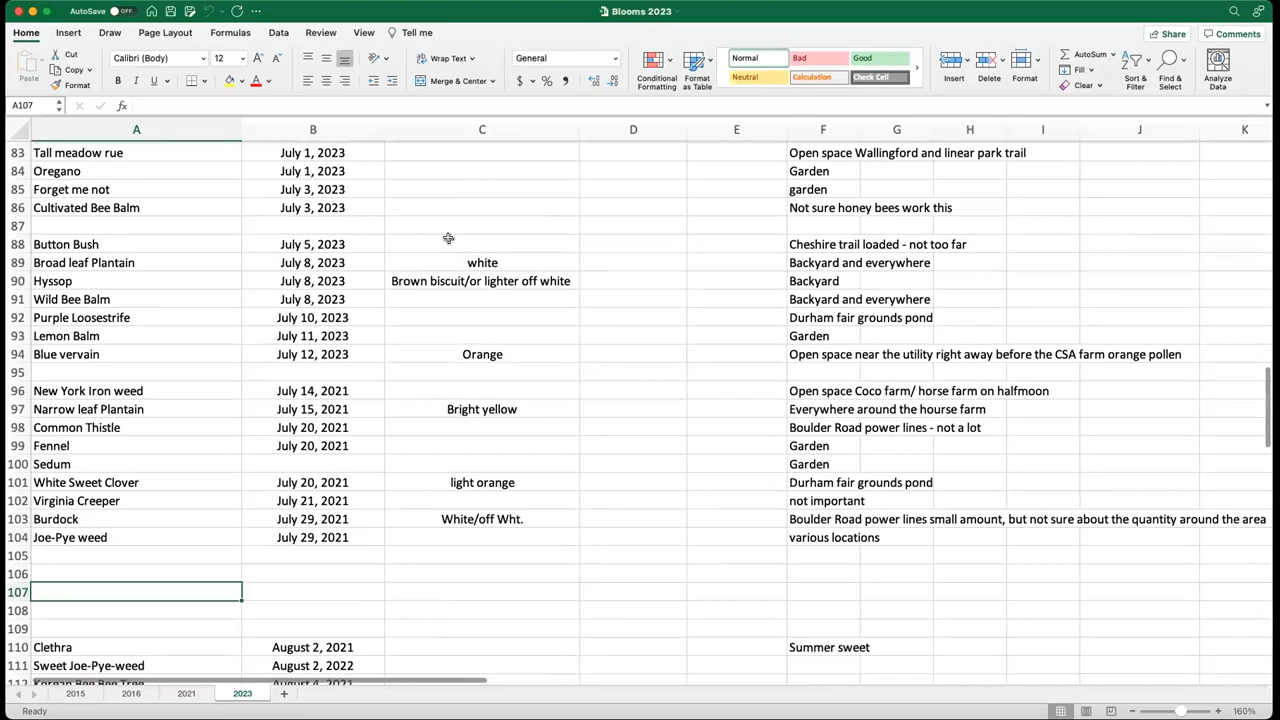 AutoSave OFF Blooms 2023
Home Insert Draw Page Layout Formulas Data Review View Tell me Share Comments
Paste Cut Copy Forma Calibri (Body) 12 A A Wrap Text General Conditional Formatting Format as Table Normal Bad Good Insert Delete Format AutoSum Fill Clear Sort & Filter Find & Select Analyze Data
B I U A Merge & Center $ % Neutral Calculation Check Cell
A107 fx
A B C D E F G H I J K
83 Tall meadow rue July 1, 2023 Open space Wallingford and linear park trail
84 Oregano July 1, 2023 Garden
85 Forget me not July 3, 2023 garden
86 Cultivated Bee Balm July 3, 2023 Not sure honey bees work this
87
88 Button Bush July 5, 2023 Cheshire trail loaded - not too far
89 Broad leaf Plantain July 8, 2023 white Backyard and everywhere
90 Hyssop July 8, 2023 Brown biscuit/or lighter off white Backyard
91 Wild Bee Balm July 8, 2023 Backyard and everywhere
92 Purple Loosestrife July 10, 2023 Durham fair grounds pond
93 Lemon Balm July 11, 2023 Garden
94 Blue vervain July 12, 2023 Orange Open space near the utility right away before the CSA farm orange pollen
95
96 New York Iron weed July 14, 2021 Open space Coco farm/ horse farm on halfmoon
97 Narrow leaf Plantain July 15, 2021 Bright yellow Everywhere around the hourse farm
98 Common Thistle July 20, 2021 Boulder Road power lines - not a lot
99 Fennel July 20, 2021 Garden
100 Sedum Garden
101 White Sweet Clover July 20, 2021 light orange Durham fair grounds pond
102 Virginia Creeper July 21, 2021 not important
103 Burdock July 29, 2021 White/off Wht. Boulder Road power lines small amount, but not sure about the quantity around the area
104 Joe-Pye weed July 29, 2021 various locations
105
106
107
108
109
110 Clethra August 2, 2021 Summer sweet
111 Sweet Joe-Pye-weed August 2, 2022
112 Korean Bee Bee Tree August 4, 2021
2015 2016 2021 2023 +
Ready 160%